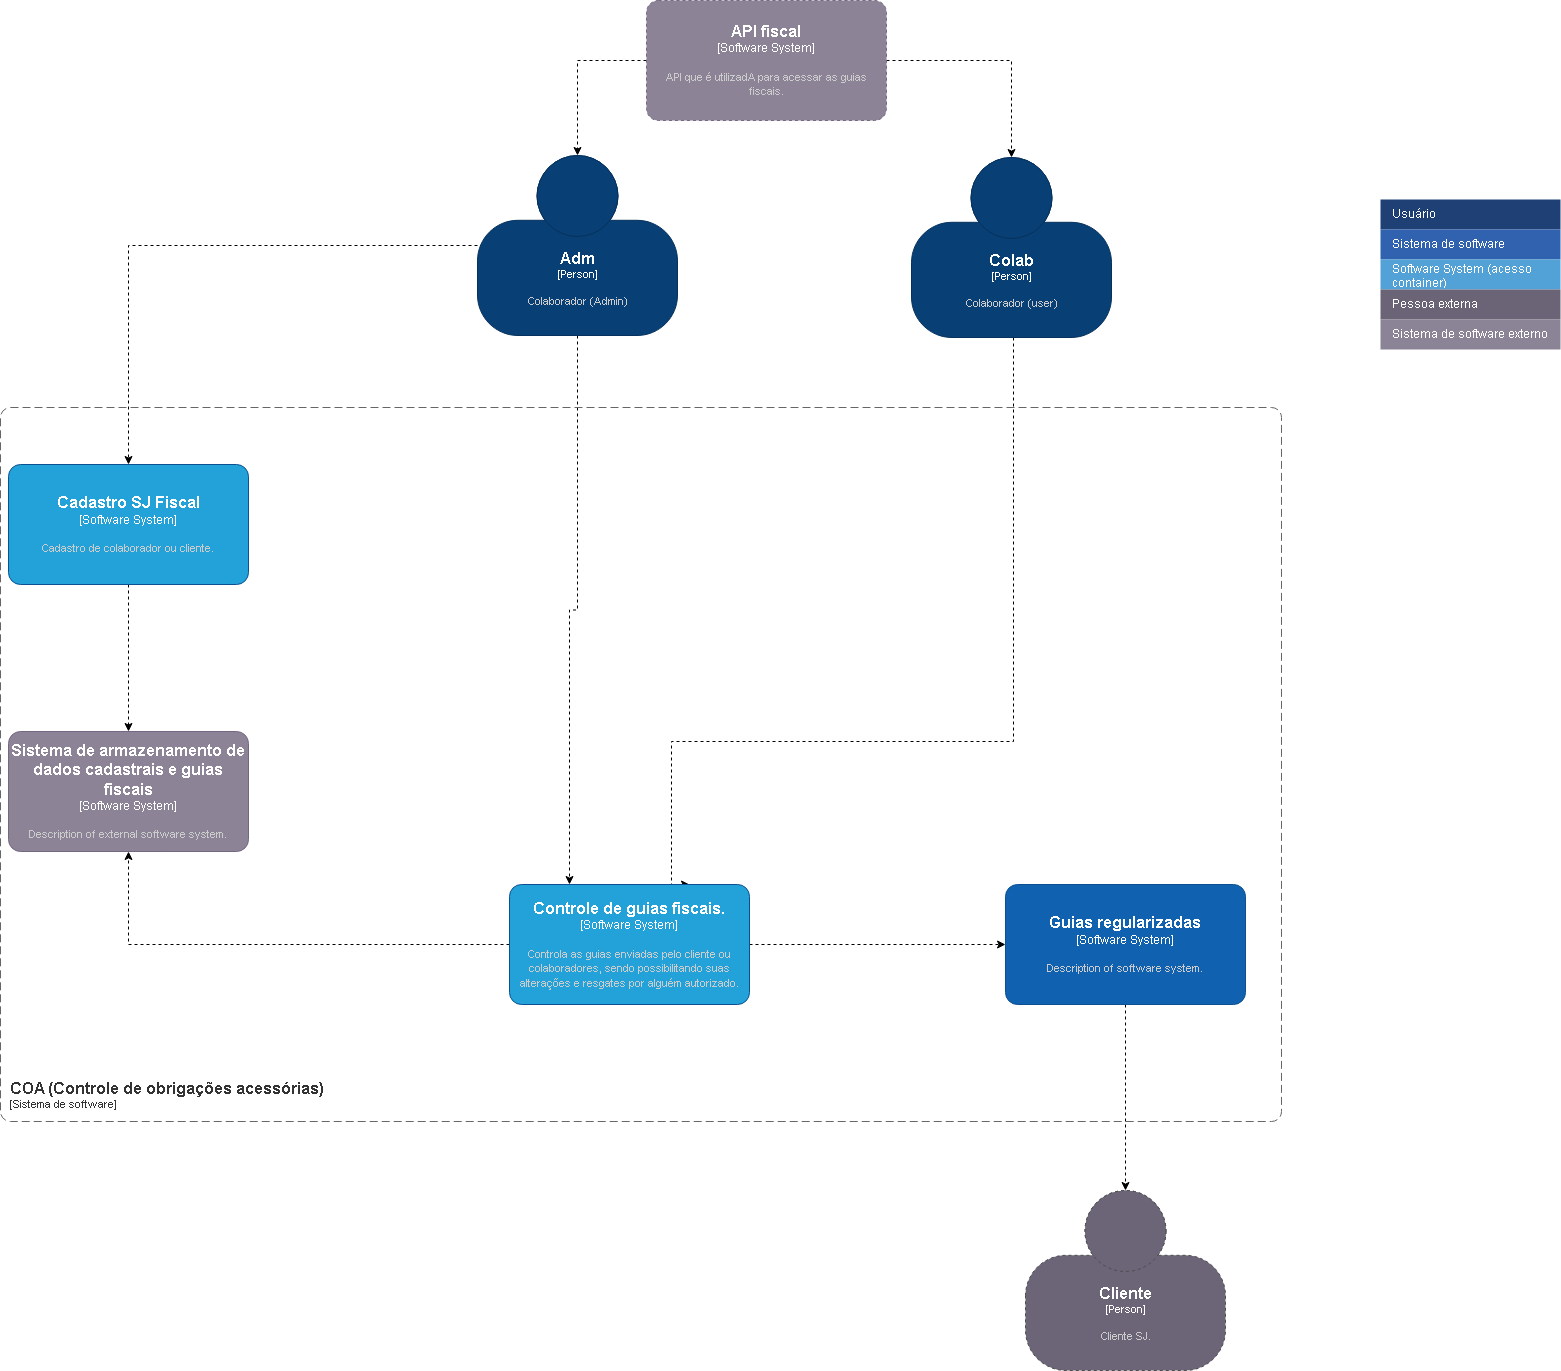 API fiscal
[Software System]
API que é utilizadA para acessar as guias
fiscais.
Adm
[Person]
Colaborador (Admin)
Colab
[Person]
Colaborador (user)
Usuário
Sistema de software
Software System (acesso
container)
Pessoa externa
Sistema de software externo
Cadastro SJ Fiscal
[Software System]
Cadastro de colaborador ou cliente.
Sistema de armazenamento de
dados cadastrais e guias
fiscais
[Software System]
Description of external software system.
Controle de guias fiscais.
[Software System]
Controla as guias enviadas pelo cliente ou
colaboradores, sendo possibilitando suas
alterações e resgates por alguém autorizado.
Guias regularizadas
[Software System]
Description of software system.
COA (Controle de obrigações acessórias)
[Sistema de software]
Cliente
[Person]
Cliente SJ.